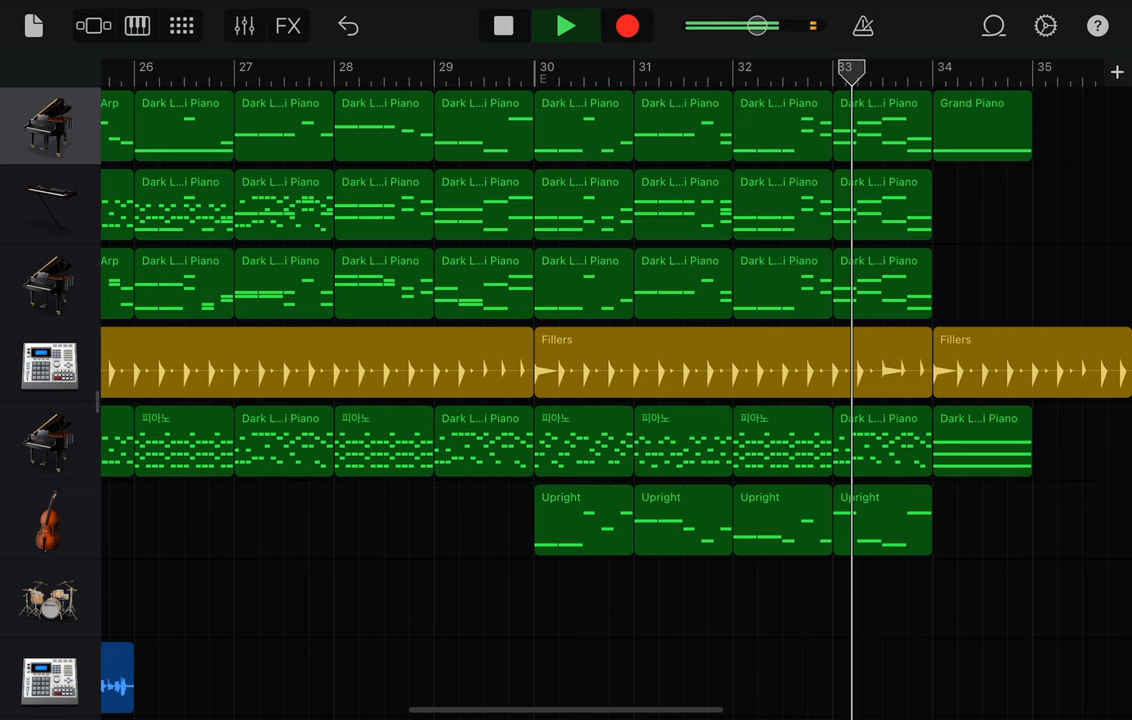 FX
?
26 27 28 29 30 31 32 33 34 35
E
+
Arp Dark L...i Piano Dark L...i Piano Dark L...i Piano Dark L...i Piano Dark L...i Piano Dark L...i Piano Dark L...i Piano Dark L...i Piano Grand Piano
Dark L...i Piano Dark L...i Piano Dark L...i Piano Dark L...i Piano Dark L...i Piano Dark L...i Piano Dark L...i Piano Dark L...i Piano
Arp Dark L...i Piano Dark L...i Piano Dark L...i Piano Dark L...i Piano Dark L...i Piano Dark L...i Piano Dark L...i Piano Dark L...i Piano
Fillers Fillers
피아노 Dark L...i Piano 피아노 Dark L...i Piano 피아노 피아노 피아노 Dark L...i Piano Dark L...i Piano
Upright Upright Upright Upright